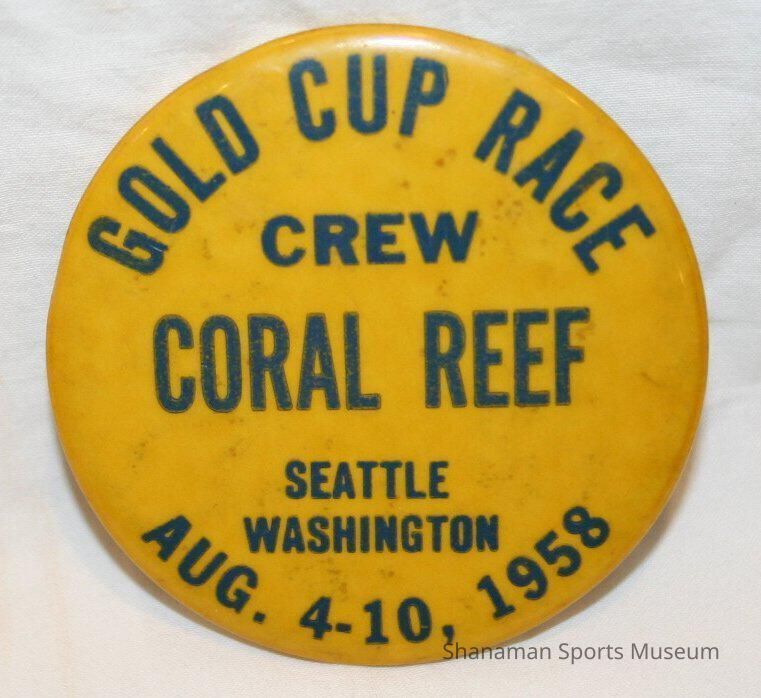 GOLD CUP RACE
CREW
CORAL REEF
SEATTLE
WASHINGTON
AUG. 4-10, 1958
Shanaman Sports Museum